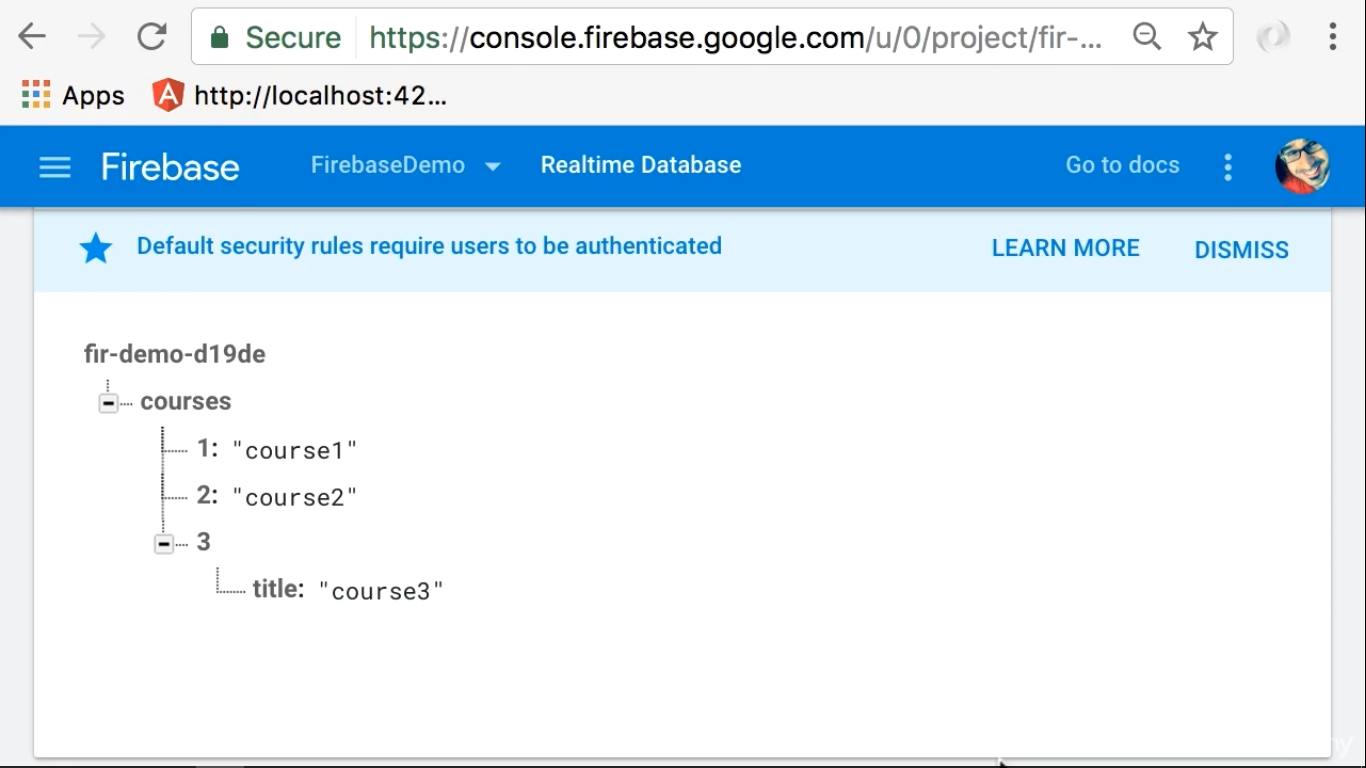 Secure https://console.firebase.google.com/u/0/project/fir-...
Apps http://localhost:42...
Firebase FirebaseDemo Realtime Database Go to docs
Default security rules require users to be authenticated LEARN MORE DISMISS
fir-demo-d19de
courses
1: "course1"
2: "course2"
3
title: "course3"